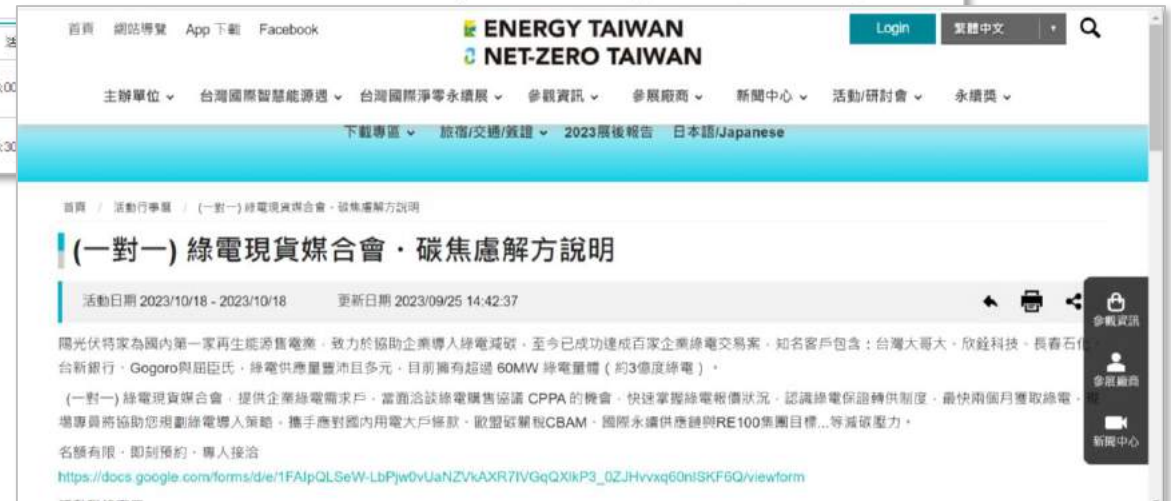 首頁 網站導覽 App 下載 Facebook
ENERGY TAIWAN
NET-ZERO TAIWAN
Login 繁體中文
主辦單位 台灣國際智慧能源週 台灣國際淨零永續展 參觀資訊 參展廠商 新聞中心 活動/研討會 永續獎
下載專區 旅宿/交通/簽證 2023展後報告 日本語/Japanese
:00
:30
首頁 / 活動行事曆 / (一對一) 綠電現貨媒合會．碳焦慮解方說明
(一對一) 綠電現貨媒合會．碳焦慮解方說明
活動日期 2023/10/18 - 2023/10/18 更新日期 2023/09/25 14:42:37
參觀資訊
參展廠商
新聞中心
陽光伏特家為國內第一家再生能源售電業，致力於協助企業導入綠電減碳，至今已成功達成百家企業綠電交易案，知名客戶包含：台灣大哥大、欣銓科技、長春石化、
台新銀行、Gogoro與屈臣氏，綠電供應量豐沛且多元，目前擁有超過 60MW 綠電量體 ( 約3億度綠電 ) 。
(一對一) 綠電現貨媒合會，提供企業綠電需求戶，當面洽談綠電購售協議 CPPA 的機會，快速掌握綠電報價狀況，認識綠電保證轉供制度，最快兩個月獲取綠電，現
場專員將協助您規劃綠電導入策略，攜手應對國內用電大戶條款、歐盟碳關稅CBAM、國際永續供應鏈與RE100集團目標...等減碳壓力。
名額有限，即刻預約，專人接洽
https://docs.google.com/forms/d/e/1FAIpQLSeW-LbPjw0vUaNZVkAXR7IVGqQXlkP3_0ZJHvvxq60nISKF6Q/viewform